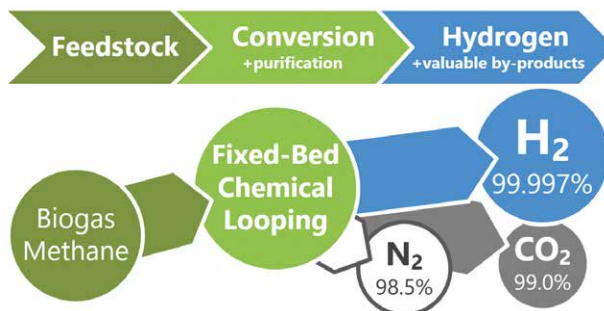 Feedstock
Conversion
+purification
Hydrogen
+valuable by-products
Biogas
Methane
Fixed-Bed
Chemical
Looping
H₂
99.997%
N₂
98.5%
CO₂
99.0%